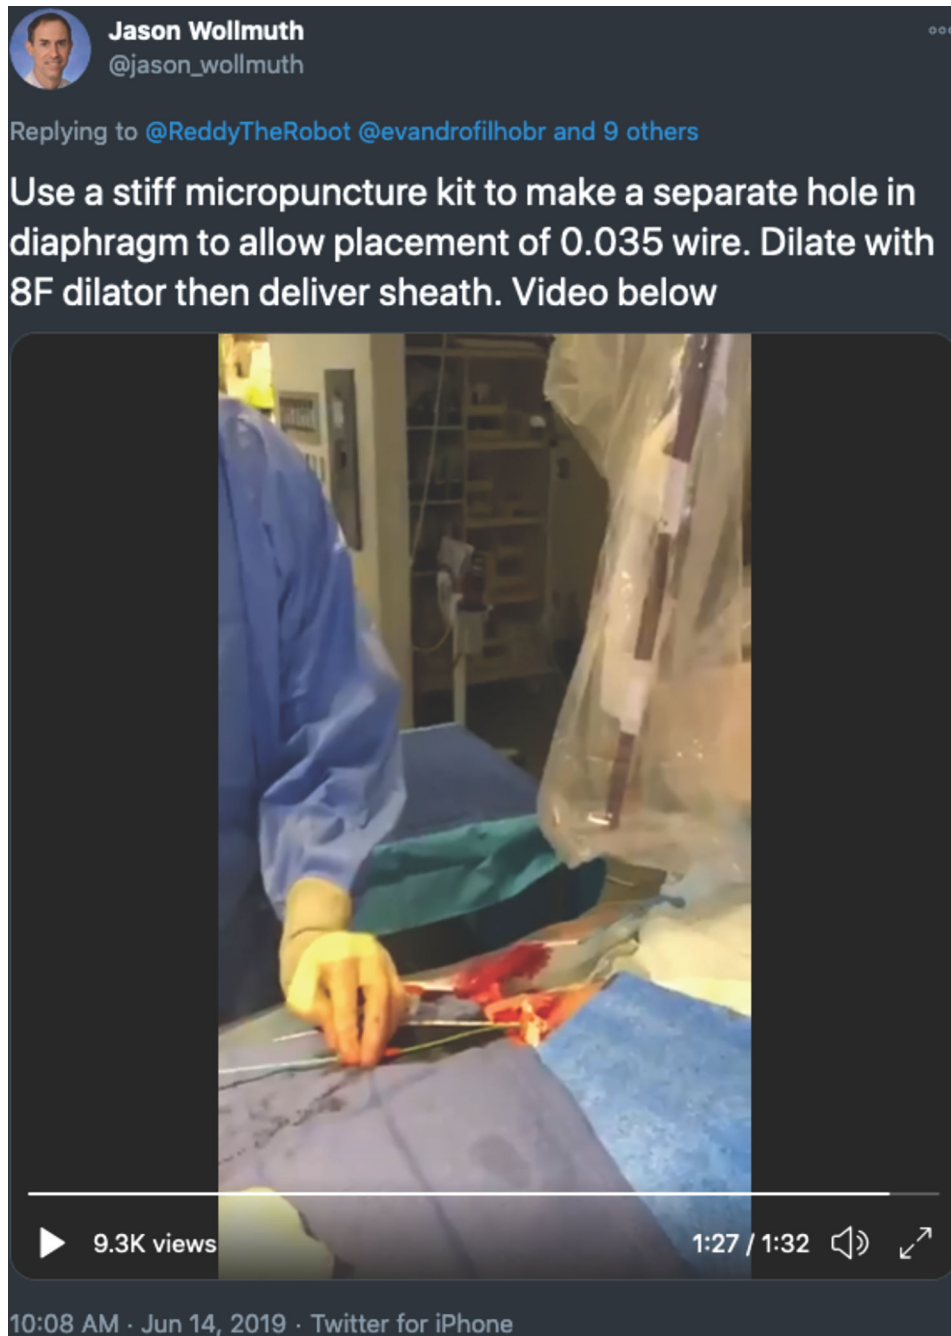 Jason Wollmuth
@jason_wollmuth
Replying to @ReddyTheRobot @evandrofilhobr and 9 others
Use a stiff micropuncture kit to make a separate hole in
diaphragm to allow placement of 0.035 wire. Dilate with
8F dilator then deliver sheath. Video below
9.3K views
1:27 / 1:32
10:08 AM · Jun 14, 2019 · Twitter for iPhone